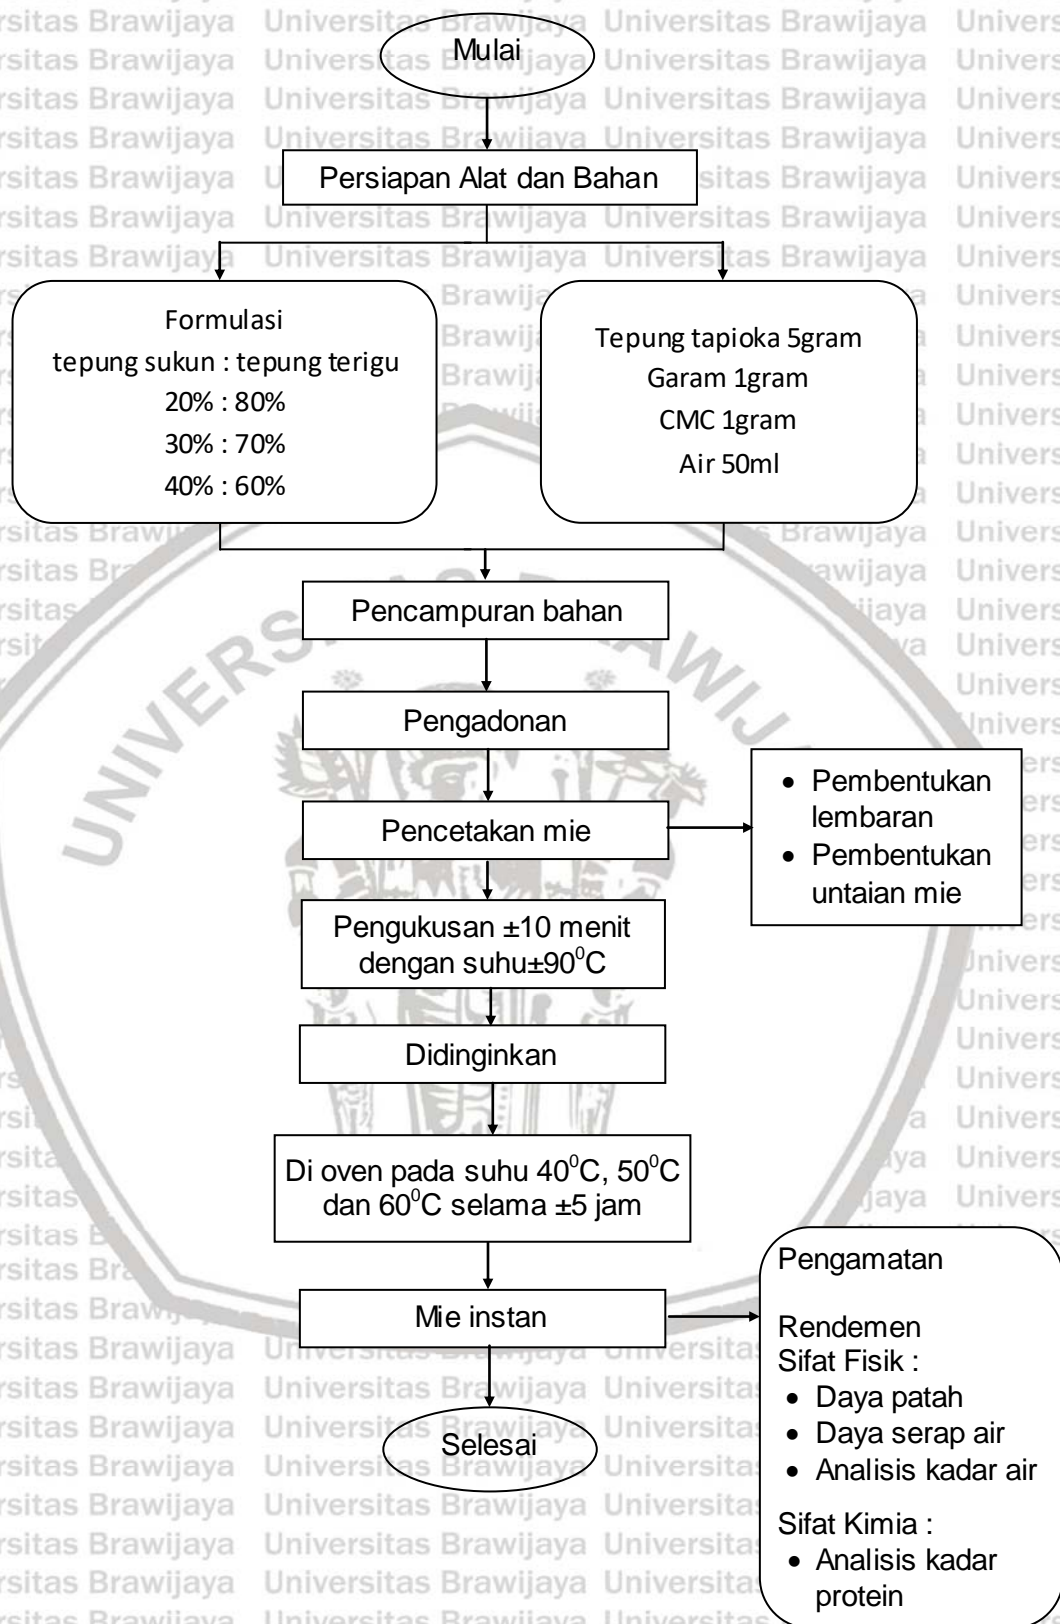 Mulai
Persiapan Alat dan Bahan
Formulasi
tepung sukun : tepung terigu
20% : 80%
30% : 70%
40% : 60%
Tepung tapioka 5gram
Garam 1gram
CMC 1gram
Air 50ml
Pencampuran bahan
Pengadonan
Pencetakan mie
• Pembentukan
lembaran
• Pembentukan
untaian mie
Pengukusan ±10 menit
dengan suhu±90⁰C
Didinginkan
Di oven pada suhu 40⁰C, 50⁰C
dan 60⁰C selama ±5 jam
Mie instan
Pengamatan
Rendemen
Sifat Fisik :
• Daya patah
• Daya serap air
• Analisis kadar air
Sifat Kimia :
• Analisis kadar
protein
Selesai
Universitas Brawijaya